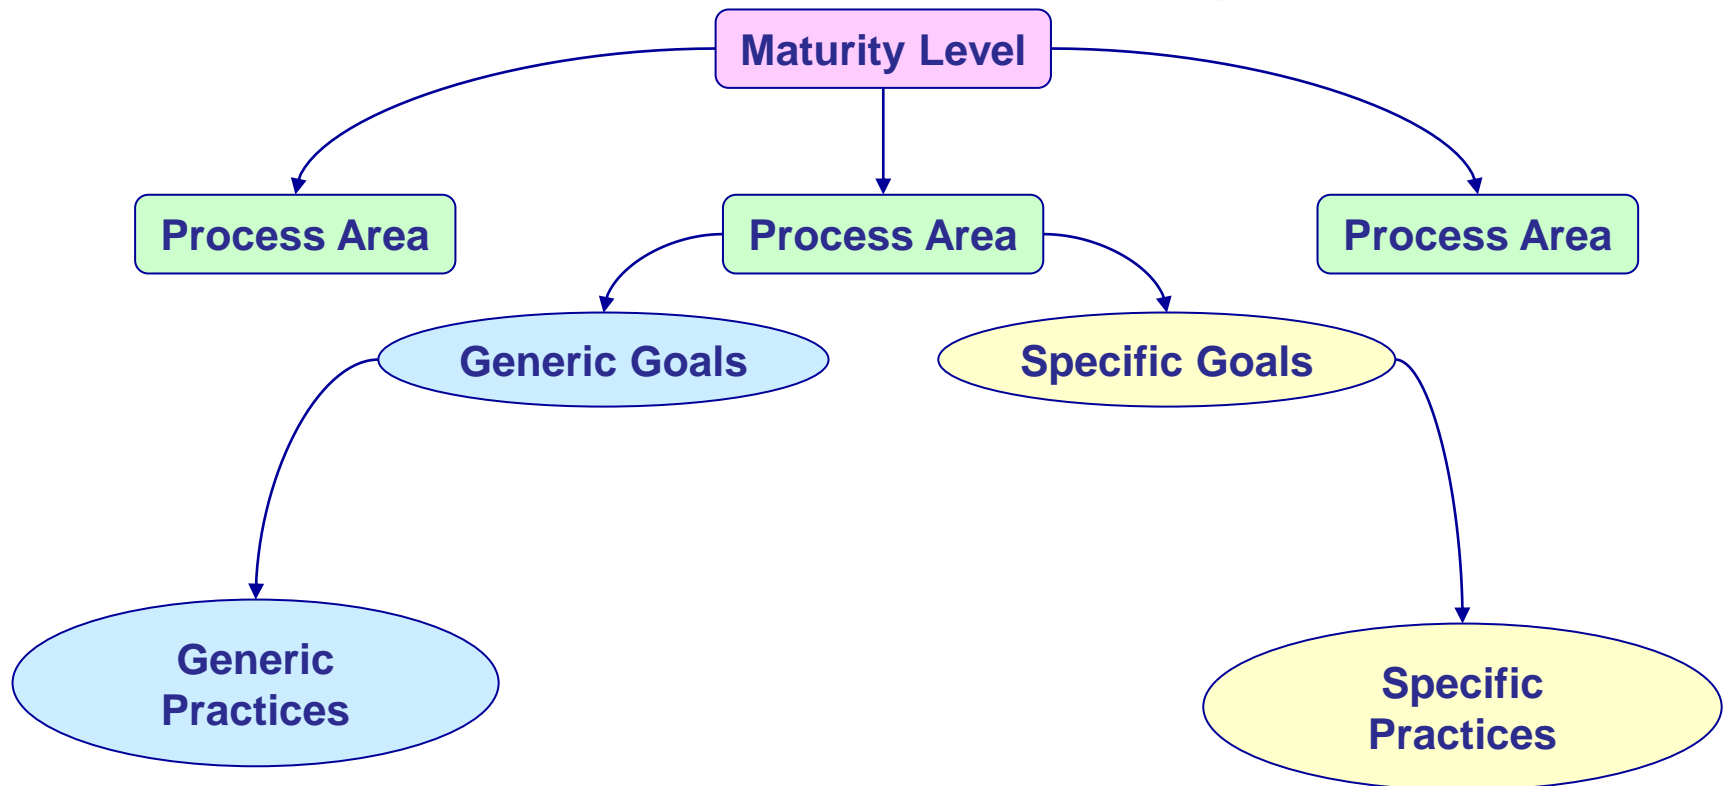 Maturity Level
Process Area
Process Area
Process Area
Generic Goals
Specific Goals
Generic
Practices
Specific
Practices